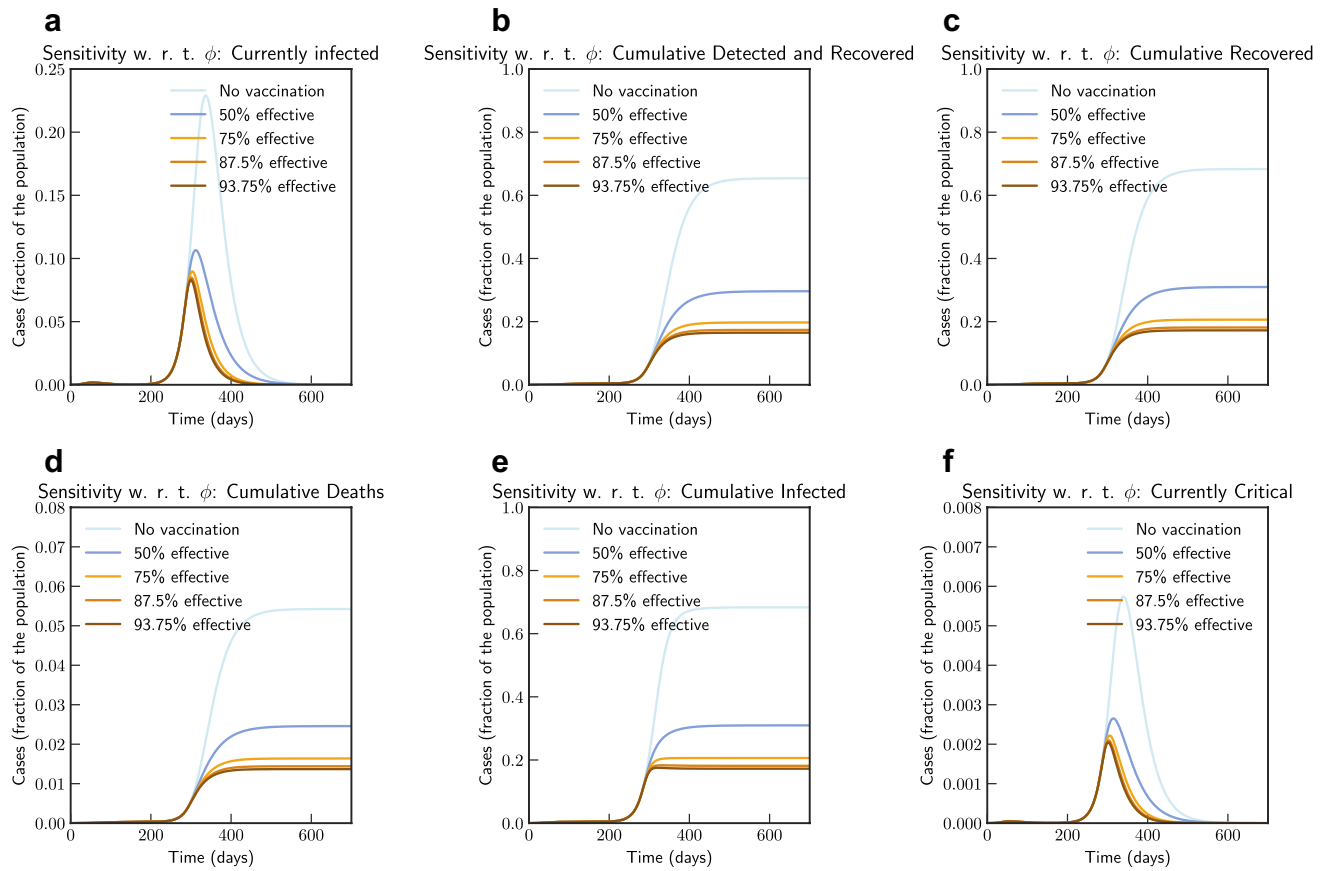 a
Sensitivity w. r. t. ϕ: Currently infected
0.25
0.20
0.15
0.10
0.05
0.00
Cases (fraction of the population)
No vaccination
50% effective
75% effective
87.5% effective
93.75% effective
0 200 400 600
Time (days)
b
Sensitivity w. r. t. ϕ: Cumulative Detected and Recovered
1.0
0.8
0.6
0.4
0.2
0.0
Cases (fraction of the population)
No vaccination
50% effective
75% effective
87.5% effective
93.75% effective
0 200 400 600
Time (days)
c
Sensitivity w. r. t. ϕ: Cumulative Recovered
1.0
0.8
0.6
0.4
0.2
0.0
Cases (fraction of the population)
No vaccination
50% effective
75% effective
87.5% effective
93.75% effective
0 200 400 600
Time (days)
d
Sensitivity w. r. t. ϕ: Cumulative Deaths
0.08
0.07
0.06
0.05
0.04
0.03
0.02
0.01
0.00
Cases (fraction of the population)
No vaccination
50% effective
75% effective
87.5% effective
93.75% effective
0 200 400 600
Time (days)
e
Sensitivity w. r. t. ϕ: Cumulative Infected
1.0
0.8
0.6
0.4
0.2
0.0
Cases (fraction of the population)
No vaccination
50% effective
75% effective
87.5% effective
93.75% effective
0 200 400 600
Time (days)
f
Sensitivity w. r. t. ϕ: Currently Critical
0.008
0.007
0.006
0.005
0.004
0.003
0.002
0.001
0.000
Cases (fraction of the population)
No vaccination
50% effective
75% effective
87.5% effective
93.75% effective
0 200 400 600
Time (days)